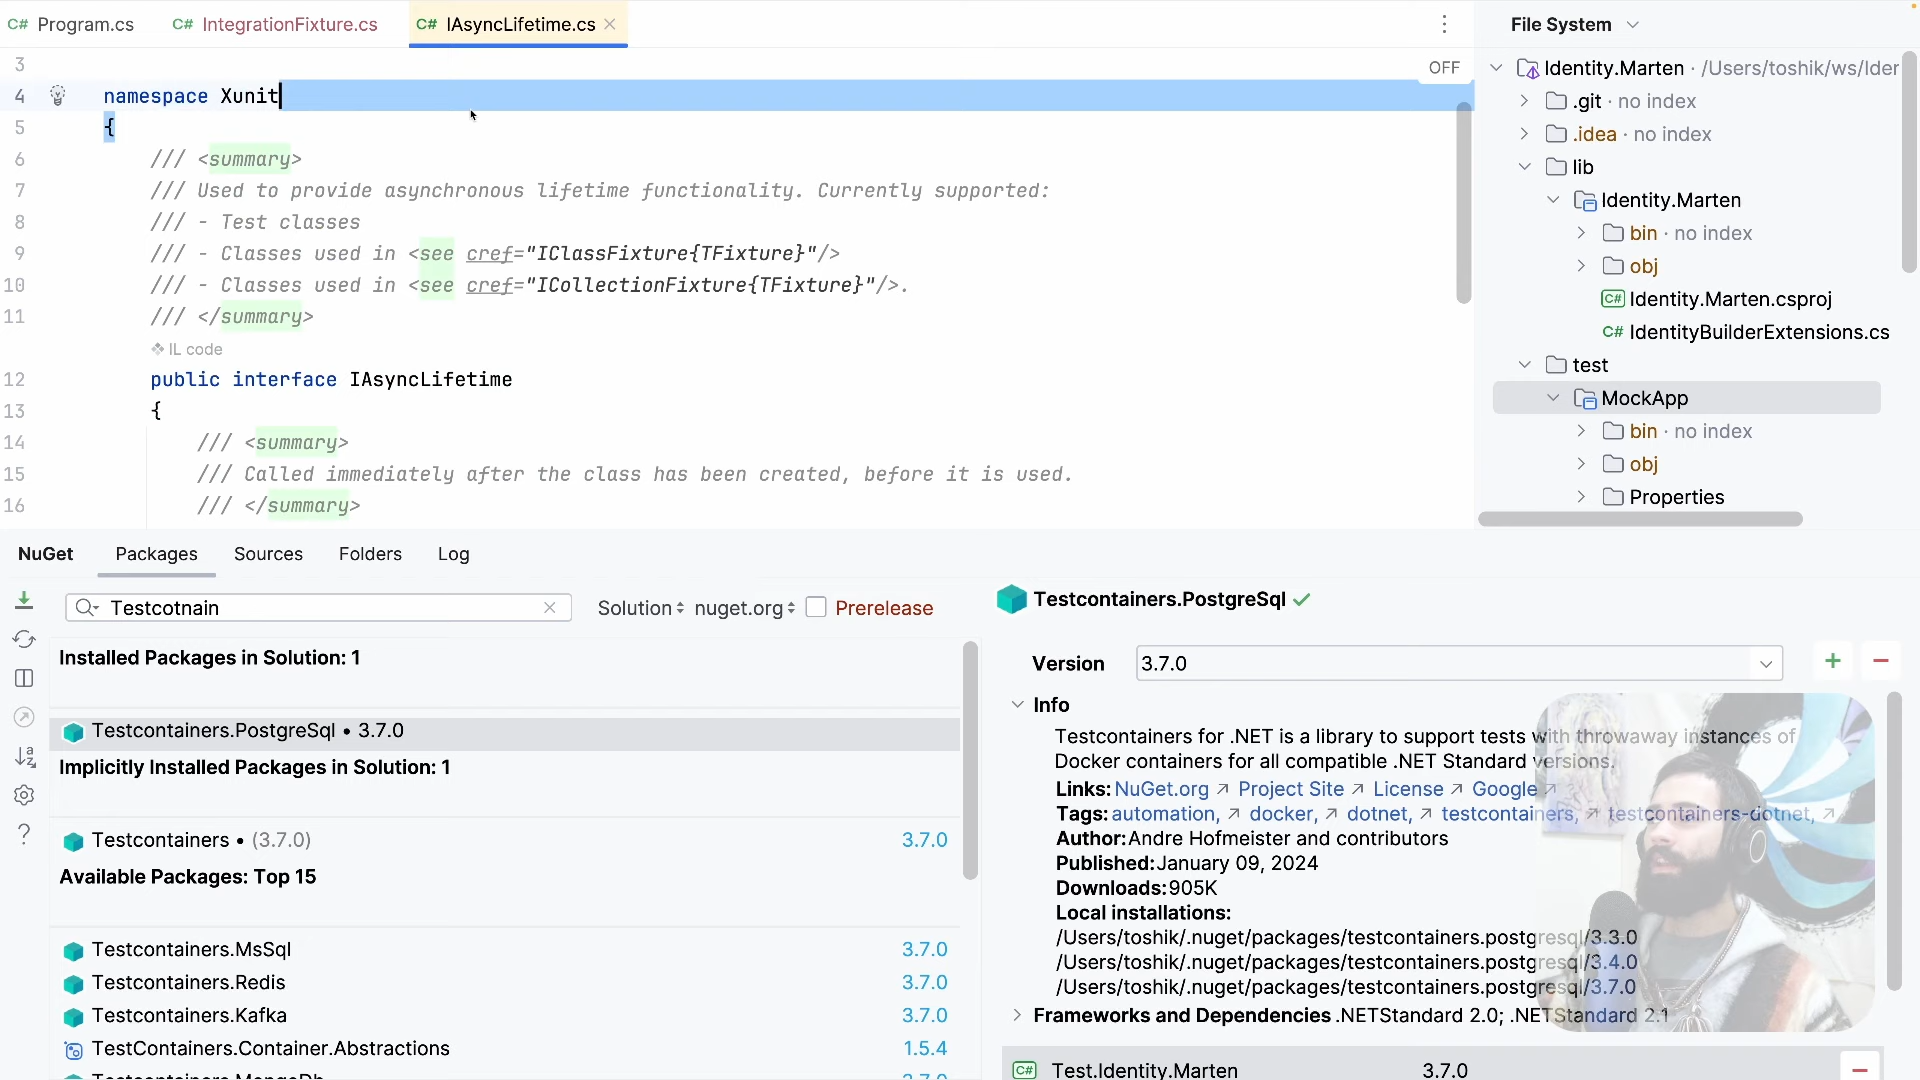 C# Program.cs
C# IntegrationFixture.cs
C# IAsyncLifetime.cs
3
OFF
4 namespace Xunit
5 {
6 /// <summary>
7 /// Used to provide asynchronous lifetime functionality. Currently supported:
8 /// - Test classes
9 /// - Classes used in <see cref="IClassFixture{TFixture}"/>
10 /// - Classes used in <see cref="ICollectionFixture{TFixture}"/>.
11 /// </summary>
IL code
12 public interface IAsyncLifetime
13 {
14 /// <summary>
15 /// Called immediately after the class has been created, before it is used.
16 /// </summary>
File System
Identity.Marten · /Users/toshik/ws/Ider
.git · no index
.idea · no index
lib
Identity.Marten
bin · no index
obj
C# Identity.Marten.csproj
C# IdentityBuilderExtensions.cs
test
MockApp
bin · no index
obj
Properties
NuGet Packages Sources Folders Log
Testcotnain
Solution nuget.org Prerelease
Installed Packages in Solution: 1
Testcontainers.PostgreSql • 3.7.0
Implicitly Installed Packages in Solution: 1
Testcontainers • (3.7.0) 3.7.0
Available Packages: Top 15
Testcontainers.MsSql 3.7.0
Testcontainers.Redis 3.7.0
Testcontainers.Kafka 3.7.0
TestContainers.Container.Abstractions 1.5.4
Testcontainers.MongoDb 3.7.0
Testcontainers.PostgreSql
Version 3.7.0
Info
Testcontainers for .NET is a library to support tests with throwaway instances of
Docker containers for all compatible .NET Standard versions.
Links: NuGet.org Project Site License Google
Tags: automation, docker, dotnet, testcontainers, testcontainers-dotnet,
Author: Andre Hofmeister and contributors
Published: January 09, 2024
Downloads: 905K
Local installations:
/Users/toshik/.nuget/packages/testcontainers.postgresql/3.3.0
/Users/toshik/.nuget/packages/testcontainers.postgresql/3.4.0
/Users/toshik/.nuget/packages/testcontainers.postgresql/3.7.0
Frameworks and Dependencies .NETStandard 2.0; .NETStandard 2.1
C# Test.Identity.Marten 3.7.0